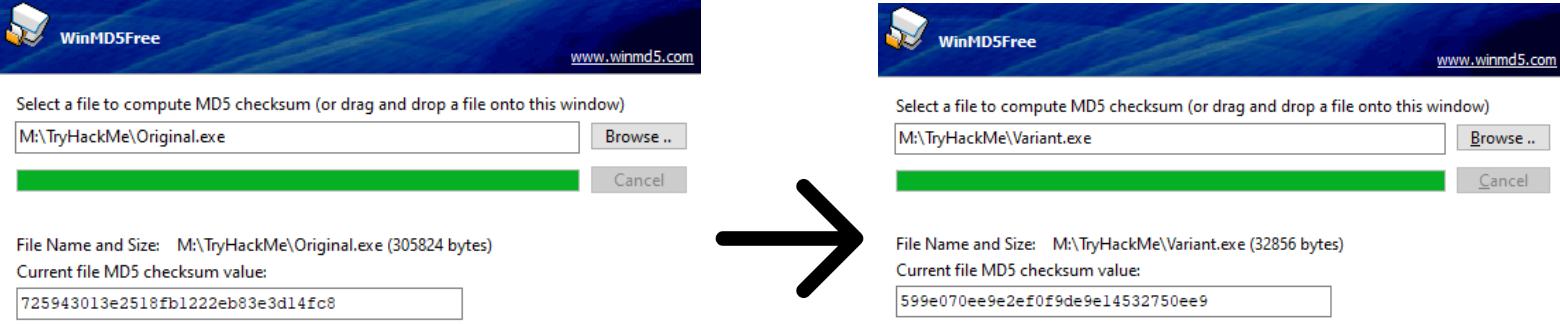 WinMD5Free
www.winmd5.com
Select a file to compute MD5 checksum (or drag and drop a file onto this window)
M:\TryHackMe\Original.exe
Browse ..
Cancel
File Name and Size: M:\TryHackMe\Original.exe (305824 bytes)
Current file MD5 checksum value:
725943013e2518fb1222eb83e3d14fc8
WinMD5Free
www.winmd5.com
Select a file to compute MD5 checksum (or drag and drop a file onto this window)
M:\TryHackMe\Variant.exe
Browse ..
Cancel
File Name and Size: M:\TryHackMe\Variant.exe (32856 bytes)
Current file MD5 checksum value:
599e070ee9e2ef0f9de9e14532750ee9